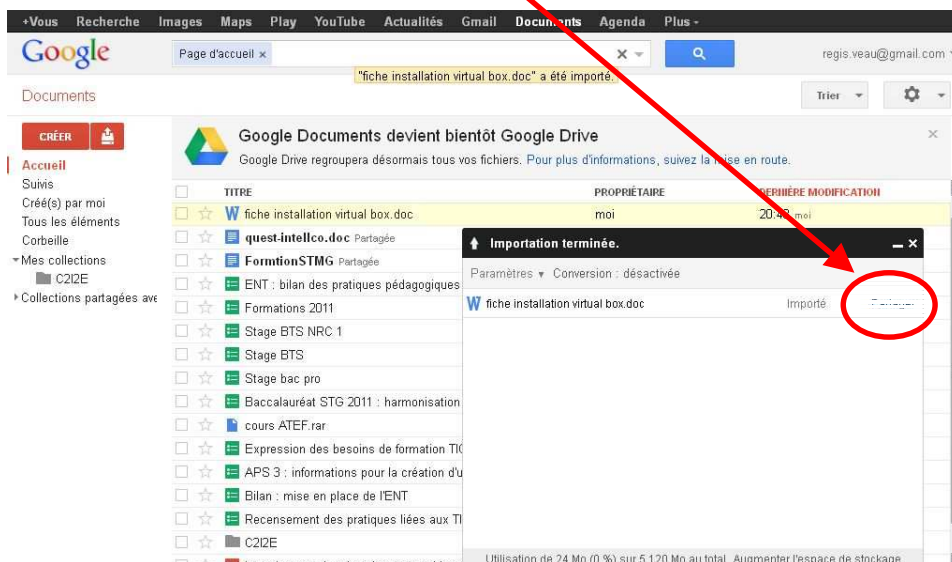 +Vous Recherche Images Maps Play YouTube Actualités Gmail Documents Agenda Plus
Google Page d'accueil × regis.veau@gmail.com
"fiche installation virtual box.doc" a été importé.
Documents Trier
CRÉER
Google Documents devient bientôt Google Drive
Google Drive regroupera désormais tous vos fichiers. Pour plus d'informations, suivez la mise en route.
Accueil
Suivis
Créé(s) par moi
Tous les éléments
Corbeille
Mes collections
C2I2E
Collections partagées ave
TITRE PROPRIÉTAIRE DERNIÈRE MODIFICATION
fiche installation virtual box.doc moi 20:48 moi
quest-intellco.doc Partagée
FormtionSTMG Partagée
ENT : bilan des pratiques pédagogiques
Formations 2011
Stage BTS NRC 1
Stage BTS
Stage bac pro
Baccalauréat STG 2011 : harmonisation
cours ATEF.rar
Expression des besoins de formation TIC
APS 3 : informations pour la création d'u
Bilan : mise en place de l'ENT
Recensement des pratiques liées aux TI
C2I2E
Importation terminée.
Paramètres Conversion : désactivée
fiche installation virtual box.doc Importé
Utilisation de 24 Mo (0 %) sur 5 120 Mo au total Augmenter l'espace de stockage